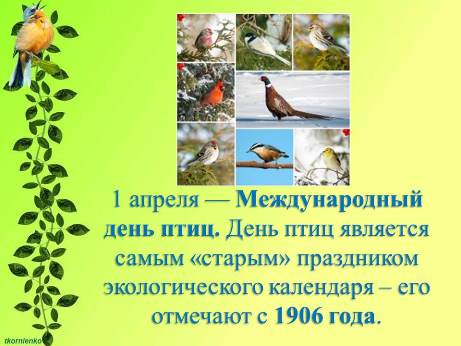 1 апреля — Международный
день птиц. День птиц является
самым «старым» праздником
экологического календаря – его
отмечают с 1906 года.
tkornienko